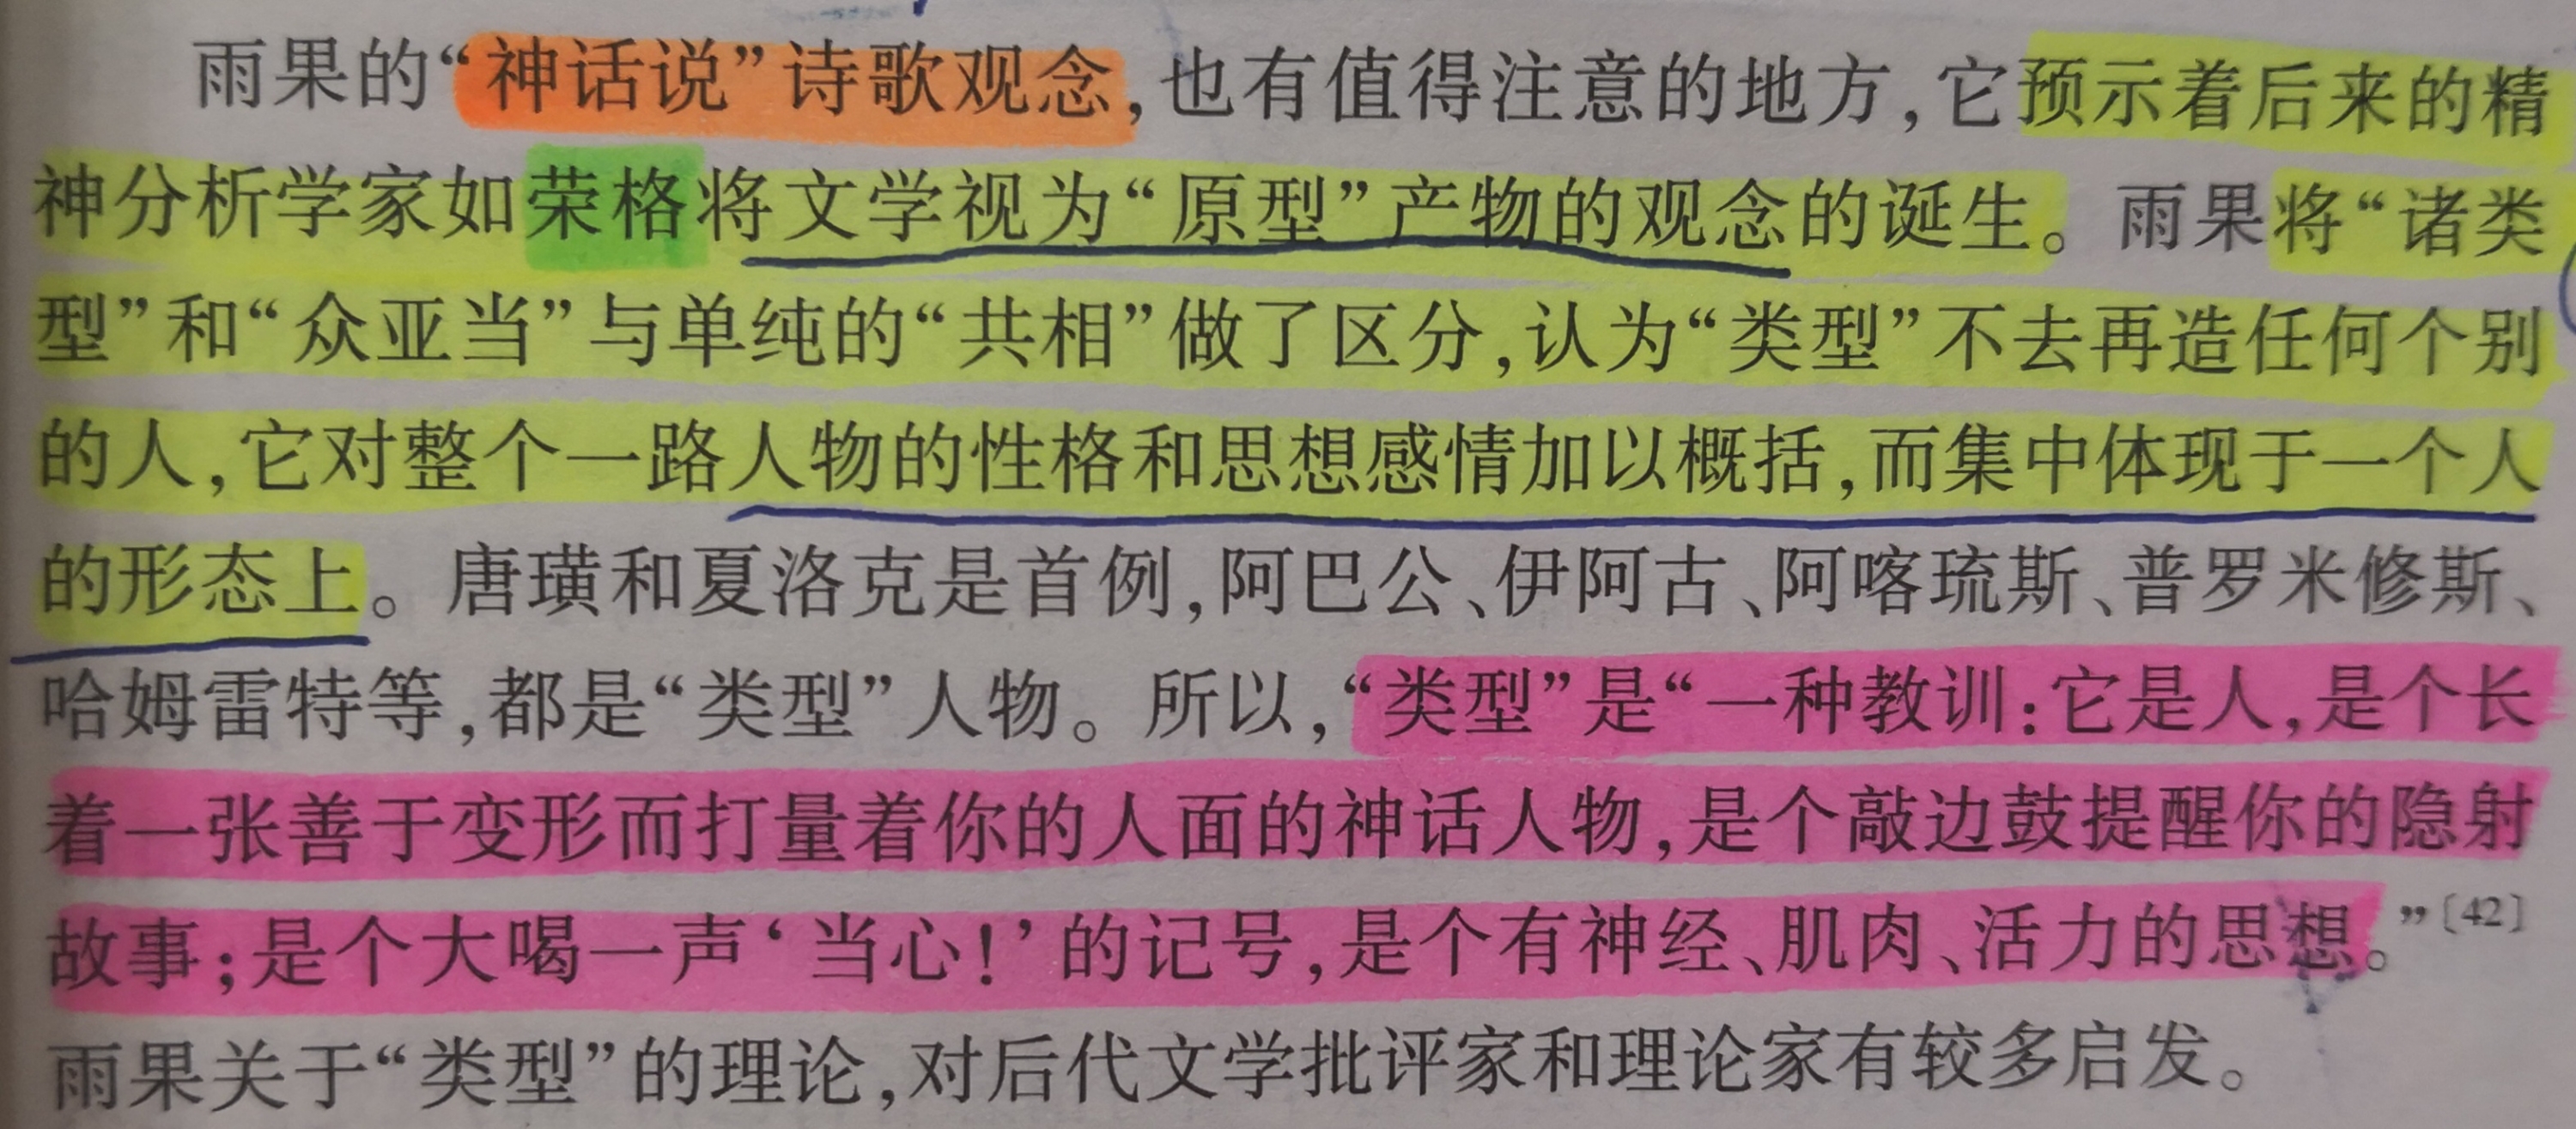 雨果的“神话说”诗歌观念,也有值得注意的地方,它预示着后来的精
神分析学家如荣格将文学视为“原型”产物的观念的诞生。雨果将“诸类
型”和“众亚当”与单纯的“共相”做了区分,认为“类型”不去再造任何个别
的人,它对整个一路人物的性格和思想感情加以概括,而集中体现于一个人
的形态上。唐璜和夏洛克是首例,阿巴公、伊阿古、阿喀琉斯、普罗米修斯、
哈姆雷特等,都是“类型”人物。所以,“类型”是“一种教训:它是人,是个长
着一张善于变形而打量着你的人面的神话人物,是个敲边鼓提醒你的隐射
故事;是个大喝一声‘当心!’的记号,是个有神经、肌肉、活力的思想。”[42]
雨果关于“类型”的理论,对后代文学批评家和理论家有较多启发。